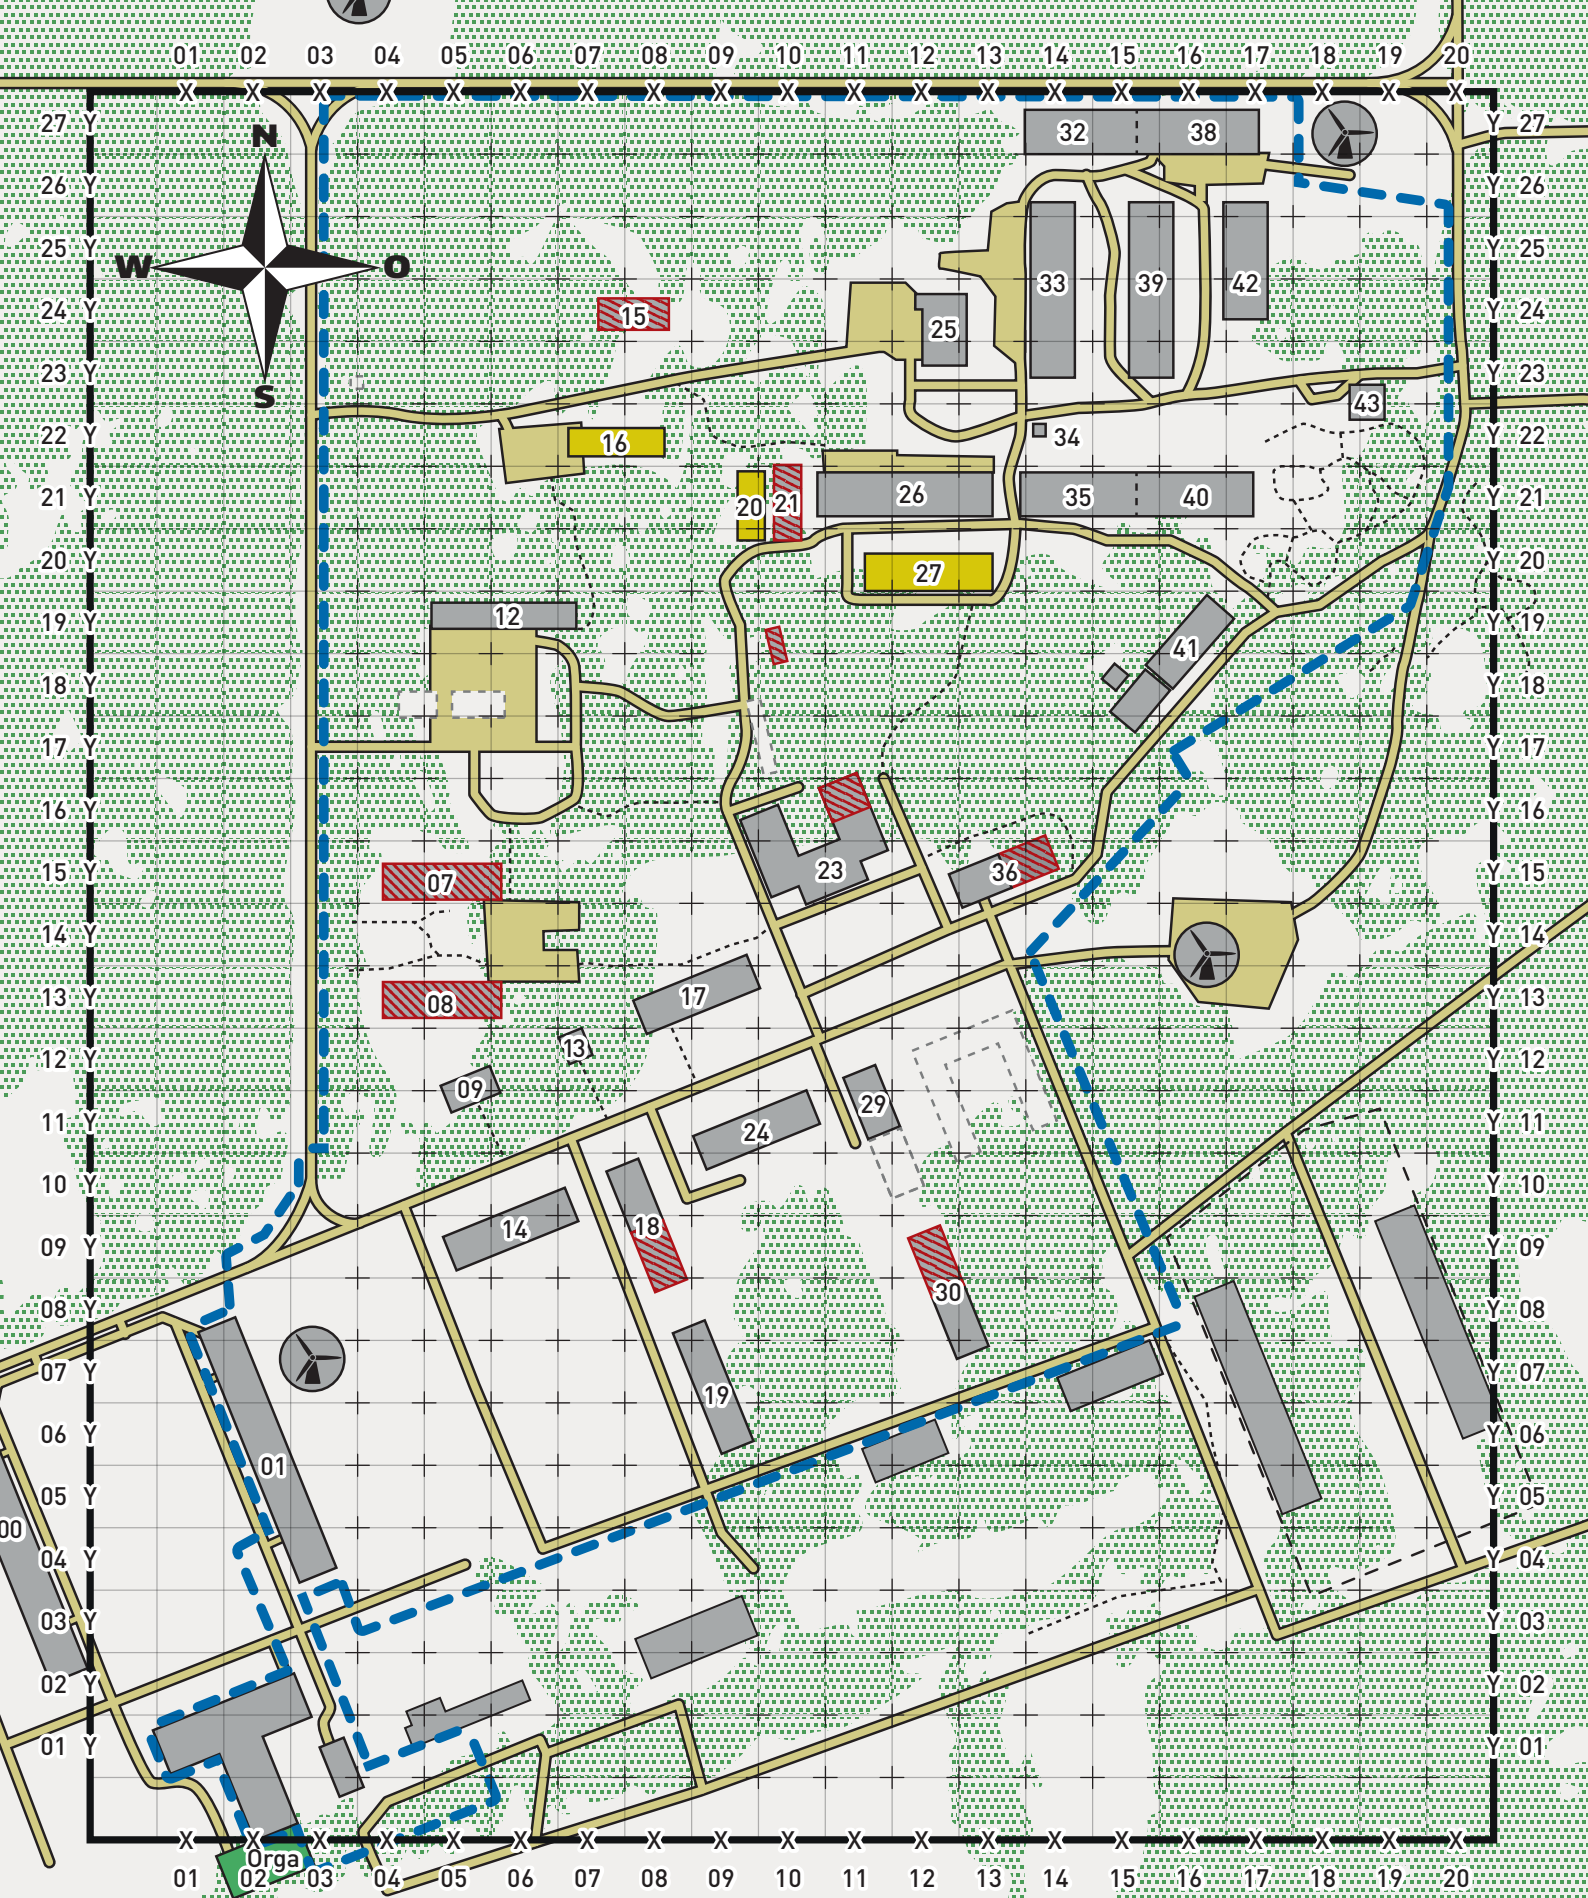 01 02 03 04 05 06 07 08 09 10 11 12 13 14 15 16 17 18 19 20
X X X X X X X X X X X X X X X X X X X X
27 Y 32 38 Y 27
N
26 Y Y 26
25 Y Y 25
W O
33 39 42
24 Y 15 25 Y 24
23 Y Y 23
S
43
22 Y 16 34 Y 22
21 Y 20 21 26 35 40 Y 21
20 Y 27 Y 20
19 Y 12 Y 19
41
18 Y Y 18
17 Y Y 17
16 Y Y 16
15 Y 07 23 36 Y 15
14 Y Y 14
13 Y 08 17 Y 13
12 Y 13 Y 12
09 29
11 Y 24 Y 11
10 Y Y 10
09 Y 14 18 Y 09
08 Y 30 Y 08
07 Y 19 Y 07
06 Y Y 06
01
05 Y Y 05
00
04 Y Y 04
03 Y Y 03
02 Y Y 02
01 Y Y 01
X X X X X X X X X X X X X X X X X X X X
Orga
01 02 03 04 05 06 07 08 09 10 11 12 13 14 15 16 17 18 19 20